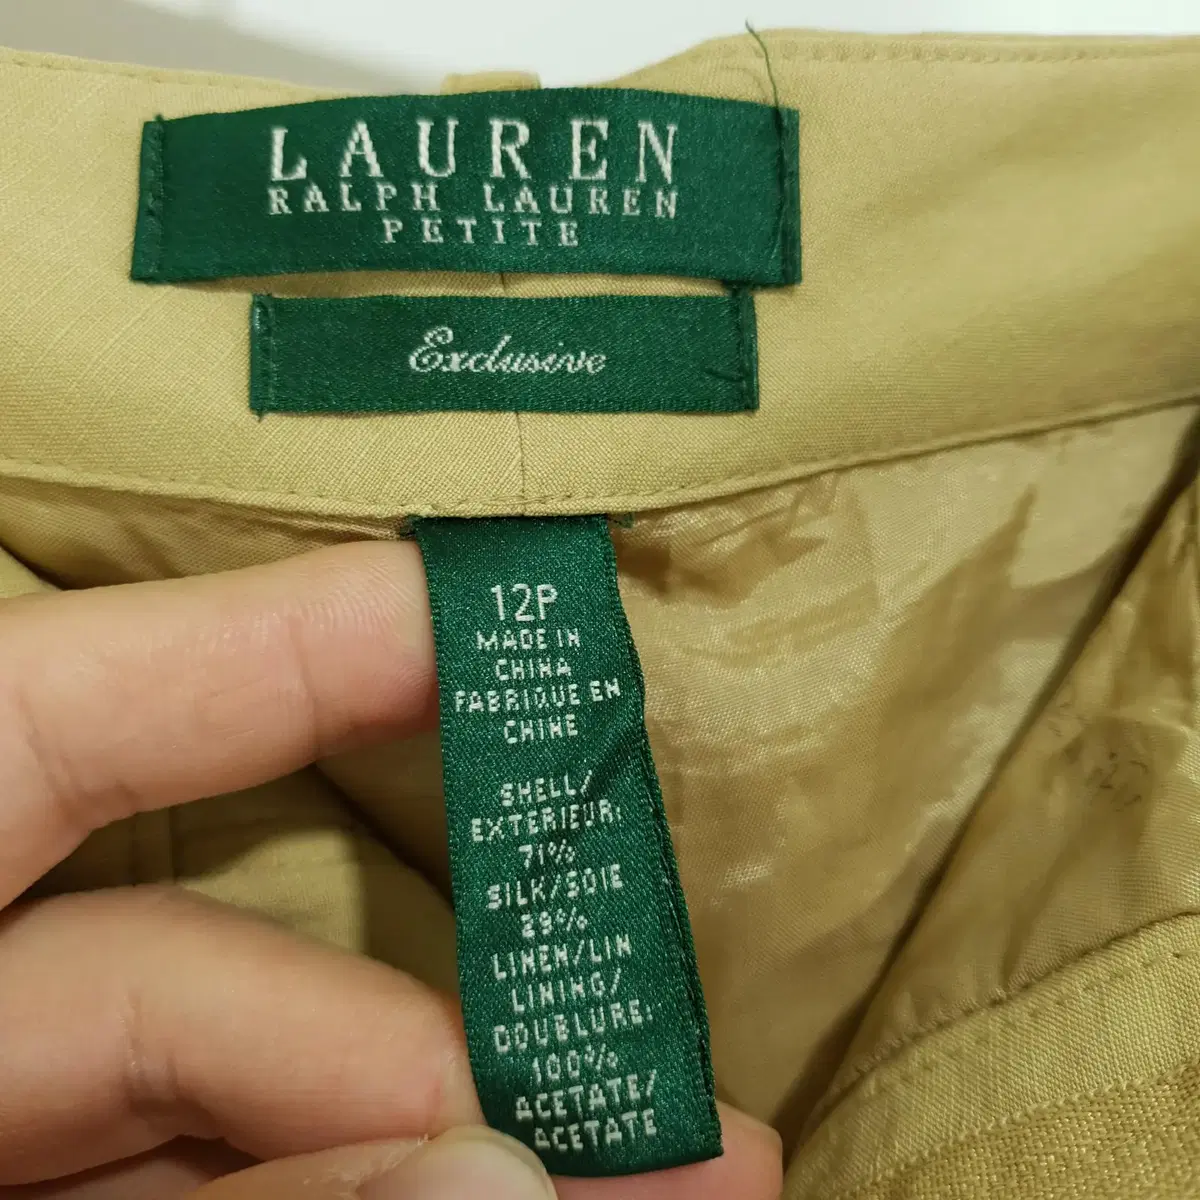 LAUREN
RALPH LAUREN
PETITE
Exclusive
12P
MADE IN
CHINA
FABRIQUE EN
CHINE
SHELL/
EXTERIEUR:
71%
SILK/SOIE
29%
LINEN/LIN
LINING/
DOUBLURE:
100%
ACETATE/
ACETATE